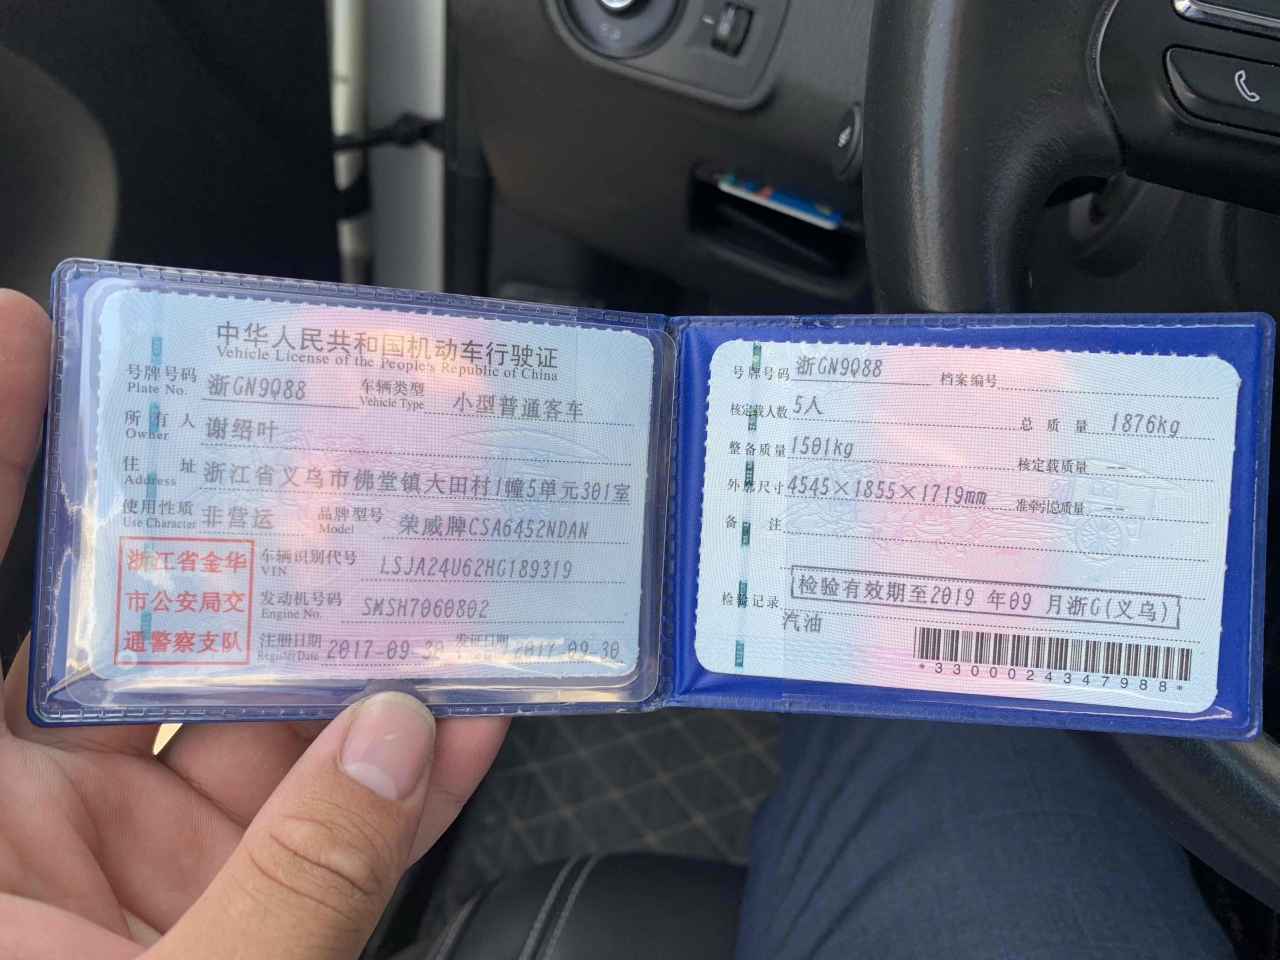 中华人民共和国机动车行驶证
Vehicle License of the People's Republic of China
号牌号码 浙GN9Q88 车辆类型 小型普通客车
Plate No. Vehicle Type
所有人 谢绍叶
Owner
住址 浙江省义乌市佛堂镇大田村1幢5单元301室
Address
使用性质 非营运 品牌型号 荣威牌CSA6452NDAN
Use Character Model
浙江省金华
市公安局交
通警察支队
车辆识别代号 LSJA24U62HG189319
VIN
发动机号码 SMSH7060802
Engine No.
注册日期 2017-09-30 发证日期 2017-09-30
Register Date
号牌号码 浙GN9Q88 档案编号
核定载人数 5人 总质量 1876kg
整备质量 1501kg 核定载质量 --
外廓尺寸 4545×1855×1719mm 准牵引总质量 --
备注
检验记录 检验有效期至2019 年09 月浙G(义乌)
汽油
*3300024347988*